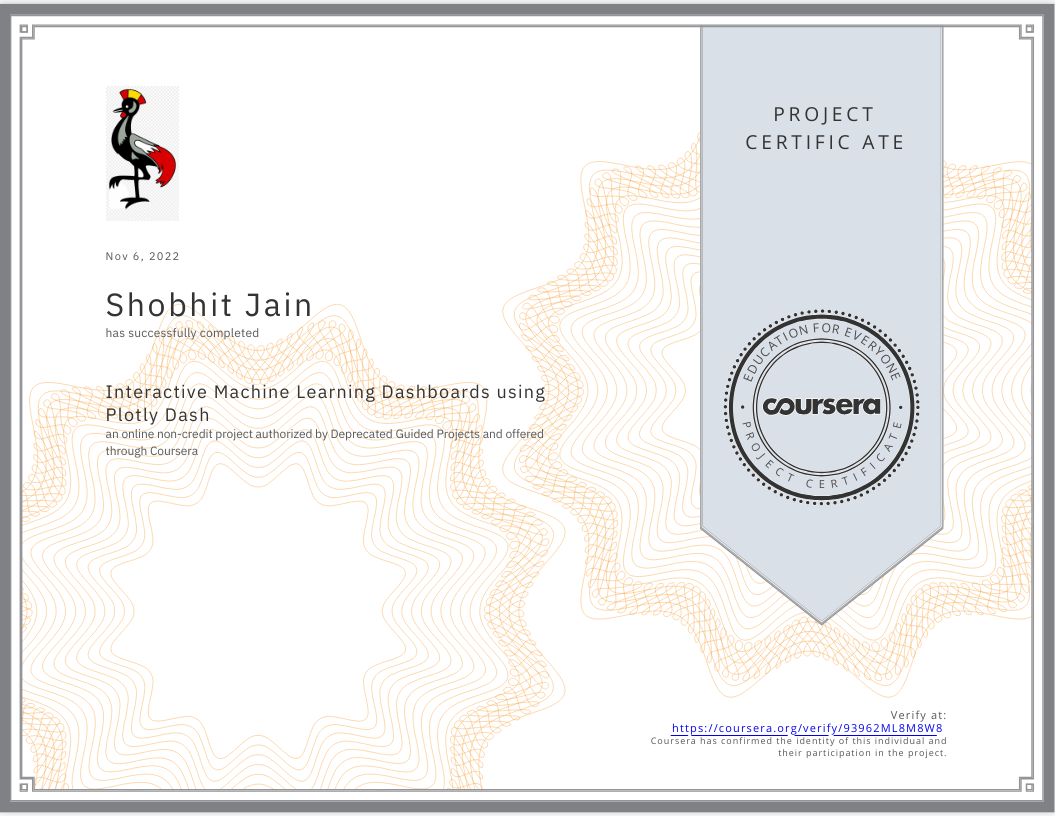 PROJECT
CERTIFIC ATE
Nov 6, 2022
Shobhit Jain
has successfully completed
Interactive Machine Learning Dashboards using
Plotly Dash
an online non-credit project authorized by Deprecated Guided Projects and offered
through Coursera
EDUCATION FOR EVERYONE
coursera
PROJECT CERTIFICATE
Verify at:
https://coursera.org/verify/93962ML8M8W8
Coursera has confirmed the identity of this individual and
their participation in the project.